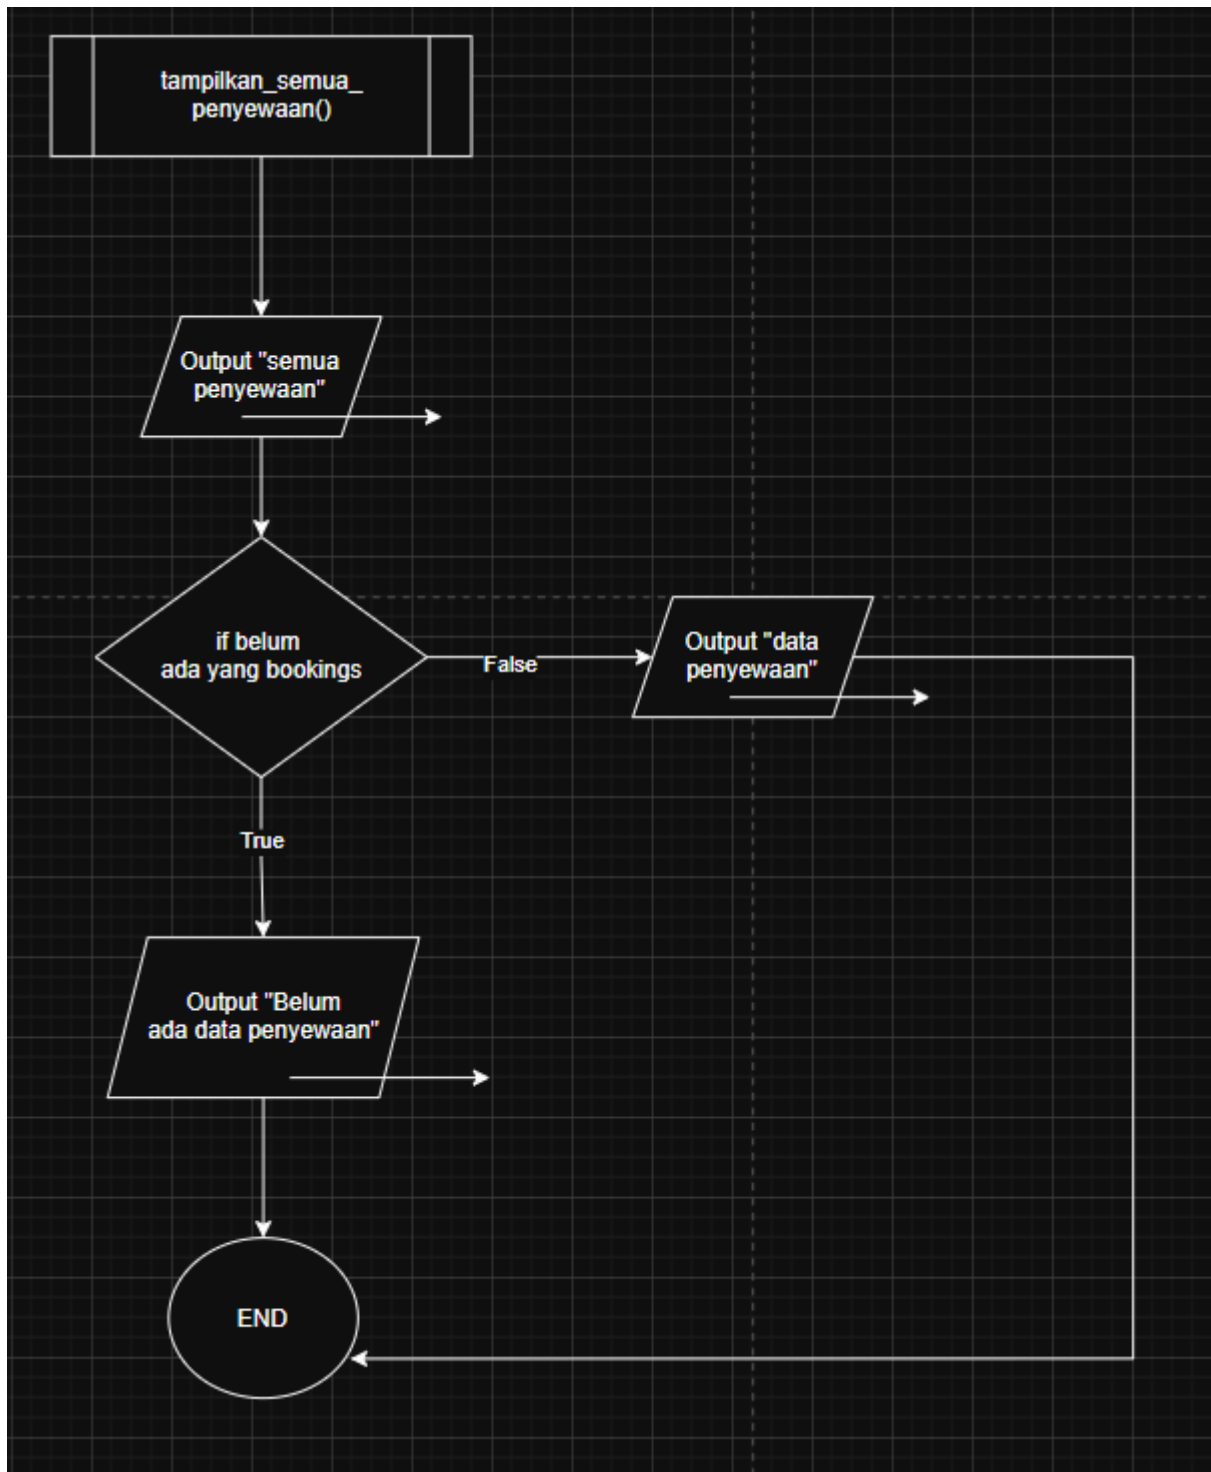 tampilkan_semua_
penyewaan()
Output "semua
penyewaan"
if belum
ada yang bookings
False
Output "data
penyewaan"
True
Output "Belum
ada data penyewaan"
END